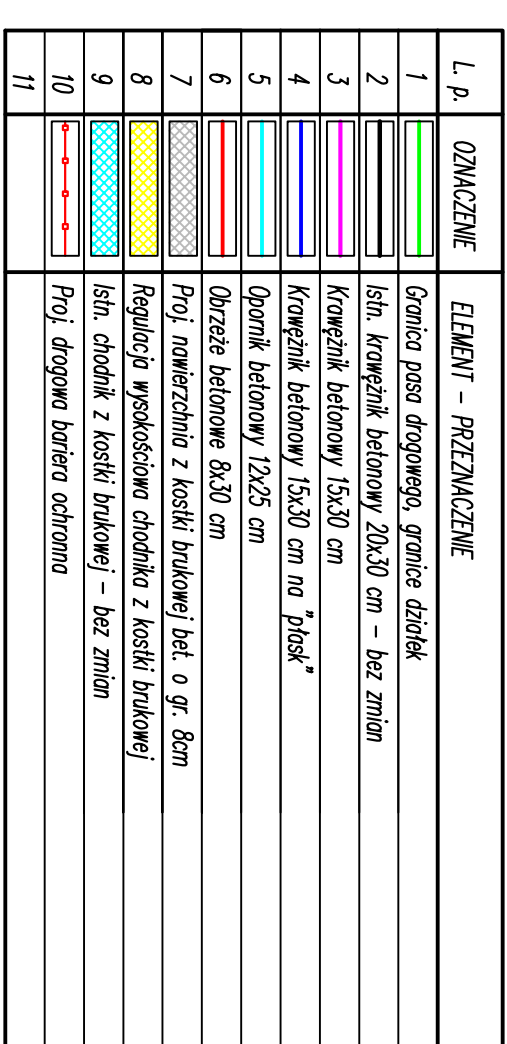 L. p. OZNACZENIE ELEMENT – PRZEZNACZENIE
1 Granica pasa drogowego, granice działek
2 Istn. krawężnik betonowy 20x30 cm – bez zmian
3 Krawężnik betonowy 15x30 cm
4 Krawężnik betonowy 15x30 cm na "płask"
5 Opornik betonowy 12x25 cm
6 Obrzeże betonowe 8x30 cm
7 Proj. nawierzchnia z kostki brukowej bet. o gr. 8cm
8 Regulacja wysokościowa chodnika z kostki brukowej
9 Istn. chodnik z kostki brukowej – bez zmian
10 Proj. drogowa bariera ochronna
11